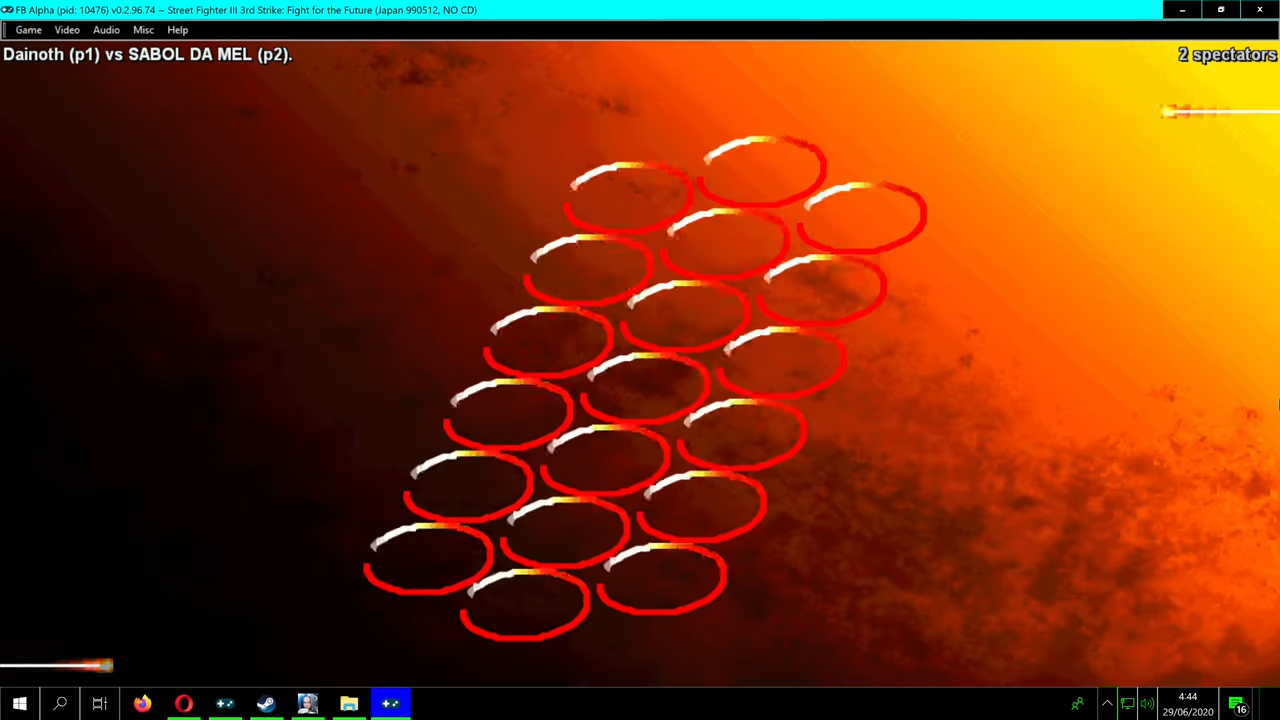 FB Alpha (pid: 10476) v0.2.96.74 ~ Street Fighter III 3rd Strike: Fight for the Future (Japan 990512, NO CD)
Game Video Audio Misc Help
Dainoth (p1) vs SABOL DA MEL (p2).
2 spectators
4:44
29/06/2020
16